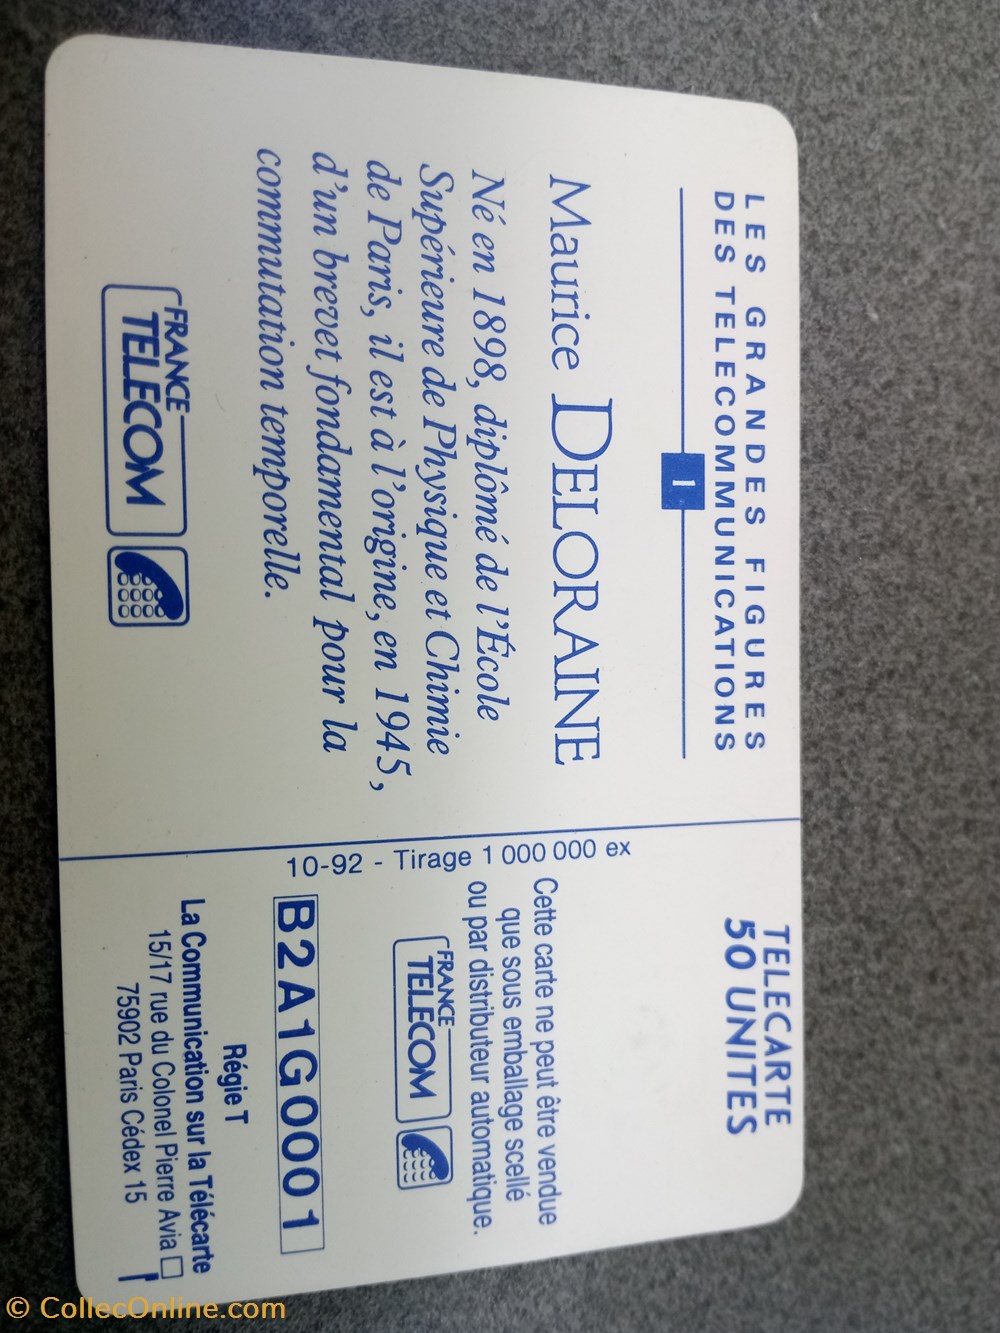 LES GRANDES FIGURES
DES TELECOMMUNICATIONS
1
Maurice DELORAINE
Né en 1898, diplômé de l'École
Supérieure de Physique et Chimie
de Paris, il est à l'origine, en 1945,
d'un brevet fondamental pour la
commutation temporelle.
FRANCE
TELECOM
TELECARTE
50 UNITES
10-92 - Tirage 1 000 000 ex
Cette carte ne peut être vendue
que sous emballage scellé
ou par distributeur automatique.
FRANCE
TELECOM
B2A1G0001
Régie T
La Communication sur la Télécarte
15/17 rue du Colonel Pierre Avia
75902 Paris Cédex 15
© CollecOnline.com